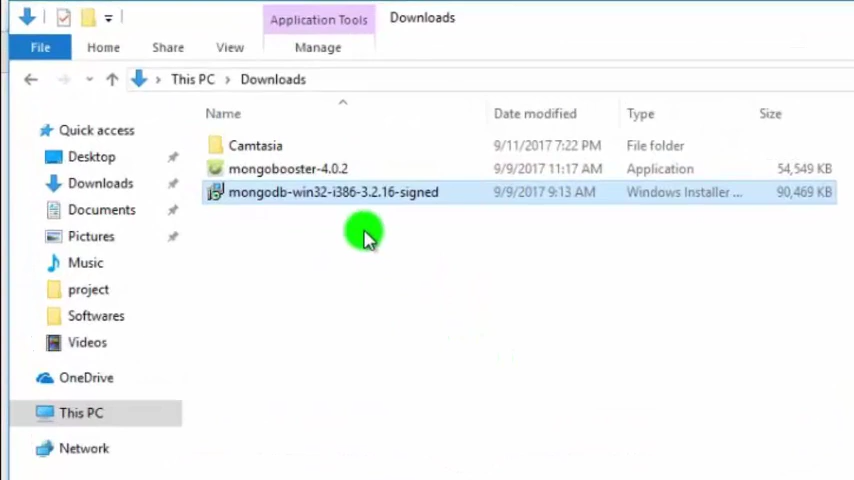 Application Tools Downloads
File Home Share View Manage
This PC > Downloads
Name Date modified Type Size
Quick access
Desktop
Downloads
Documents
Pictures
Music
project
Softwares
Videos
OneDrive
This PC
Network
Camtasia 9/11/2017 7:22 PM File folder
mongobooster-4.0.2 9/9/2017 11:17 AM Application 54,549 KB
mongodb-win32-i386-3.2.16-signed 9/9/2017 9:13 AM Windows Installer ... 90,469 KB